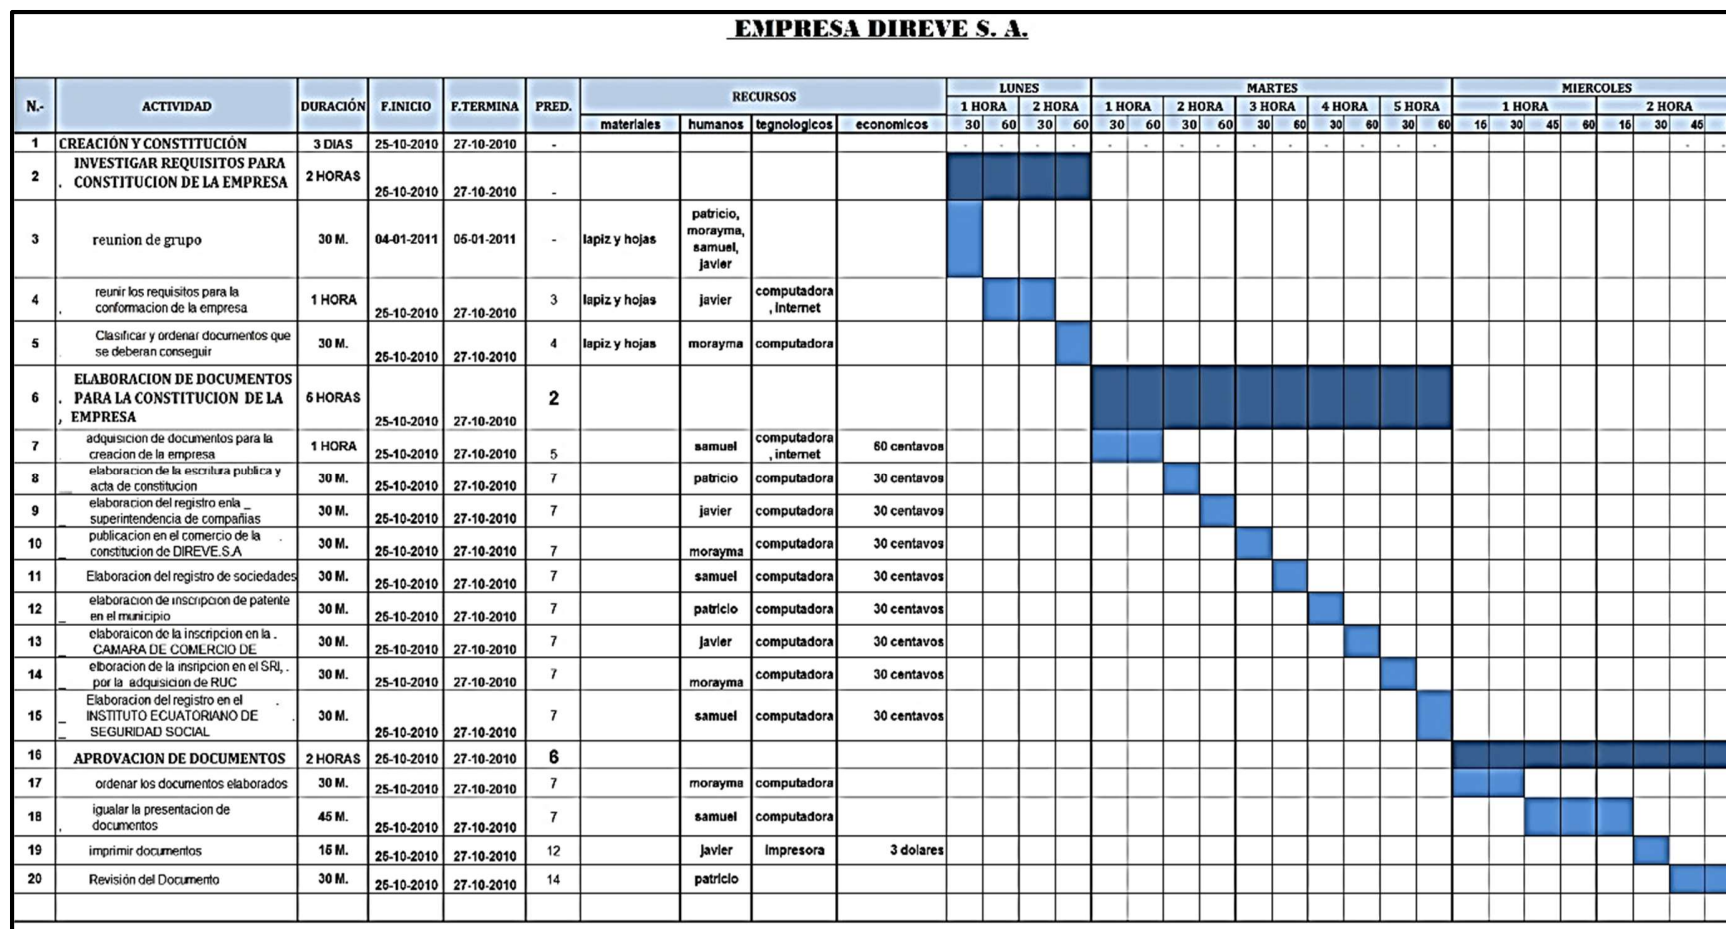 EMPRESA DIREVE S. A.
N.- ACTIVIDAD DURACIÓN F.INICIO F.TERMINA PRED. RECURSOS LUNES MARTES MIERCOLES
1 HORA 2 HORA 1 HORA 2 HORA 3 HORA 4 HORA 5 HORA 1 HORA 2 HORA
materiales humanos tegnologicos economicos 30 60 30 60 30 60 30 60 30 60 30 60 30 60 15 30 45 60 15 30 45
1 CREACIÓN Y CONSTITUCIÓN 3 DIAS 25-10-2010 27-10-2010 -
2 INVESTIGAR REQUISITOS PARA
. CONSTITUCION DE LA EMPRESA 2 HORAS 25-10-2010 27-10-2010 -
3 reunion de grupo 30 M. 04-01-2011 05-01-2011 - lapiz y hojas patricio,
morayma,
samuel,
javier
4 reunir los requisitos para la
conformacion de la empresa 1 HORA 25-10-2010 27-10-2010 3 lapiz y hojas javier computadora
, Internet
5 Clasificar y ordenar documentos que
se deberan conseguir 30 M. 25-10-2010 27-10-2010 4 lapiz y hojas morayma computadora
6 ELABORACION DE DOCUMENTOS
. PARA LA CONSTITUCION DE LA
, EMPRESA 5 HORAS 25-10-2010 27-10-2010 2
7 adquisicion de documentos para la
creacion de la empresa 1 HORA 25-10-2010 27-10-2010 5 samuel computadora
, internet 60 centavos
8 elaboracion de la escritura publica y
acta de constitucion 30 M. 25-10-2010 27-10-2010 7 patricio computadora 30 centavos
9 elaboracion del registro enla _
superintendencia de compañias 30 M. 25-10-2010 27-10-2010 7 javier computadora 30 centavos
10 publicacion en el comercio de la .
constitucion de DIREVE.S.A 30 M. 25-10-2010 27-10-2010 7 morayma computadora 30 centavos
11 Elaboracion del registro de sociedades 30 M. 25-10-2010 27-10-2010 7 samuel computadora 30 centavos
12 elaboracion de inscripcion de patente
en el municipio 30 M. 25-10-2010 27-10-2010 7 patricio computadora 30 centavos
13 elaboraicon de la inscripcion en la .
CAMARA DE COMERCIO DE 30 M. 25-10-2010 27-10-2010 7 javier computadora 30 centavos
14 elboracion de la insripcion en el SRI, .
por la adquisicion de RUC 30 M. 25-10-2010 27-10-2010 7 morayma computadora 30 centavos
15 Elaboracion del registro en el .
INSTITUTO ECUATORIANO DE .
SEGURIDAD SOCIAL 30 M. 25-10-2010 27-10-2010 7 samuel computadora 30 centavos
16 APROVACION DE DOCUMENTOS 2 HORAS 25-10-2010 27-10-2010 6
17 ordenar los documentos elaborados 30 M. 25-10-2010 27-10-2010 7 morayma computadora
18 igualar la presentacion de
documentos 45 M. 25-10-2010 27-10-2010 7 samuel computadora
19 imprimir documentos 15 M. 25-10-2010 27-10-2010 12 javier Impresora 3 dolares
20 Revisión del Documento 30 M. 25-10-2010 27-10-2010 14 patricio